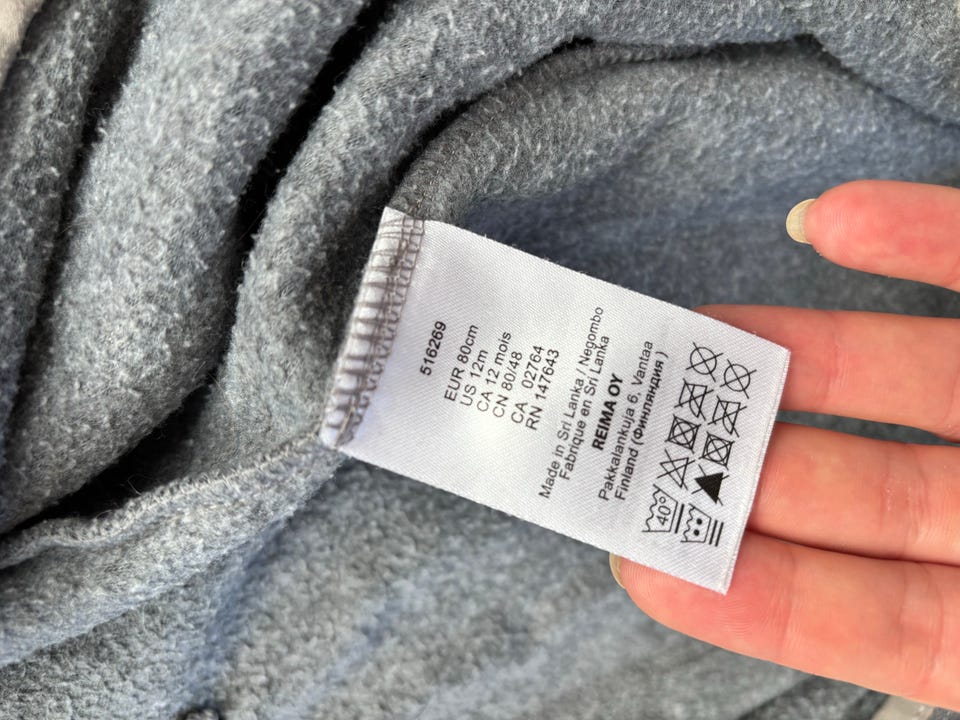 516269
EUR 80cm
US 12m
CA 12 mois
CN 80/48
CA 02764
RN 147643
Made in Sri Lanka / Negombo
Fabrique en Sri Lanka
REIMA OY
Pakkalankuja 6, Vantaa
Finland (Финляндия)
40°